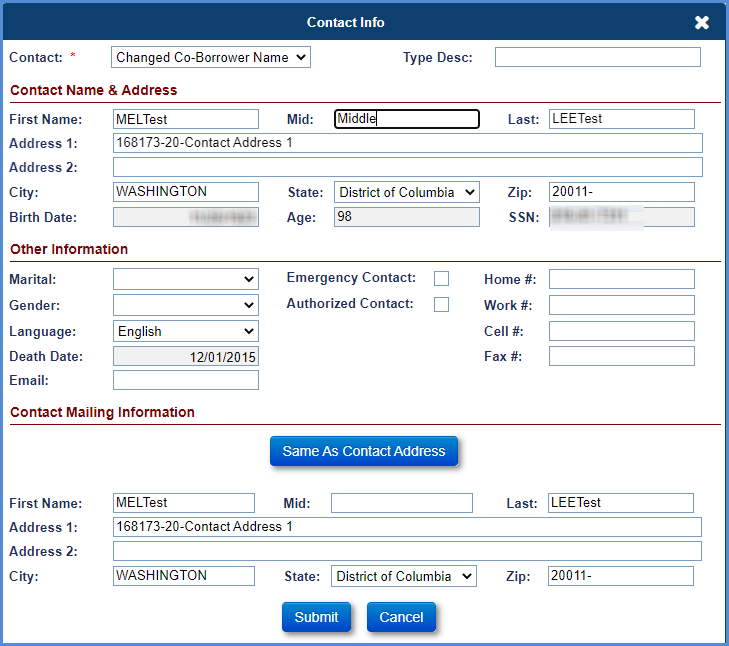 Contact Info
Contact: * Changed Co-Borrower Name Type Desc:
Contact Name & Address
First Name: MELTest Mid: Middle Last: LEETest
Address 1: 168173-20-Contact Address 1
Address 2:
City: WASHINGTON State: District of Columbia Zip: 20011-
Birth Date: Age: 98 SSN:
Other Information
Marital: Emergency Contact: Home #:
Gender: Authorized Contact: Work #:
Language: English Cell #:
Death Date: 12/01/2015 Fax #:
Email:
Contact Mailing Information
Same As Contact Address
First Name: MELTest Mid: Last: LEETest
Address 1: 168173-20-Contact Address 1
Address 2:
City: WASHINGTON State: District of Columbia Zip: 20011-
Submit Cancel